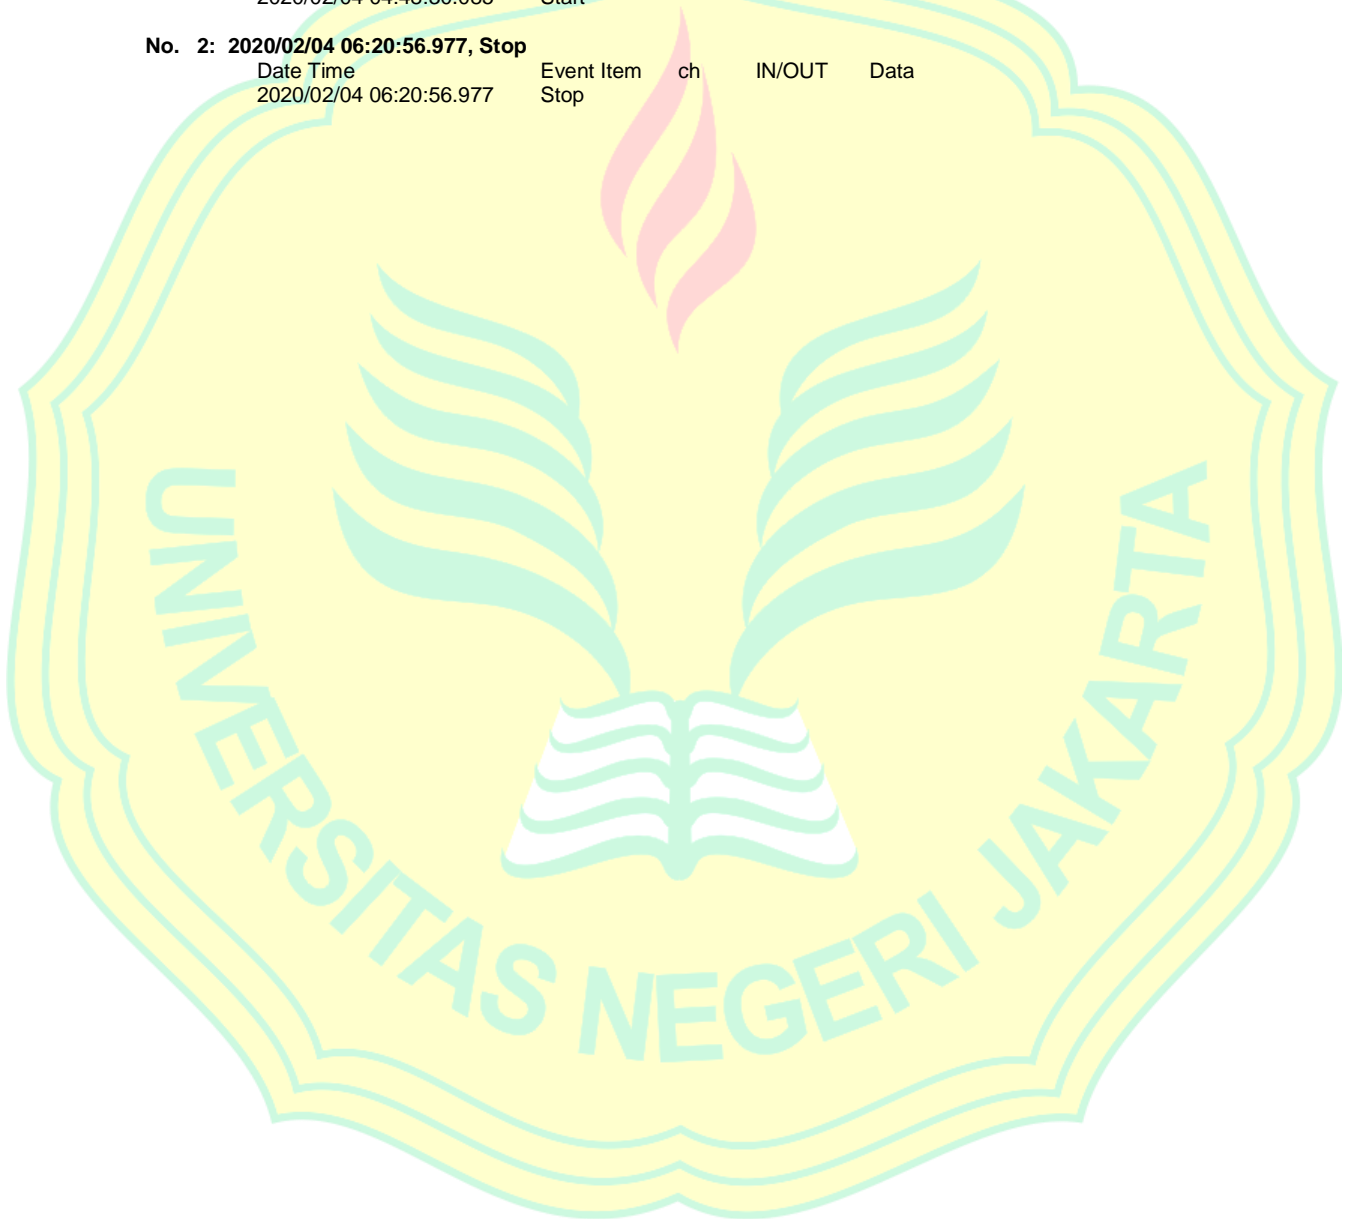 Start
No. 2: 2020/02/04 06:20:56.977, Stop
Date Time Event Item ch IN/OUT Data
2020/02/04 06:20:56.977 Stop
UNIVERSITAS NEGERI JAKARTA